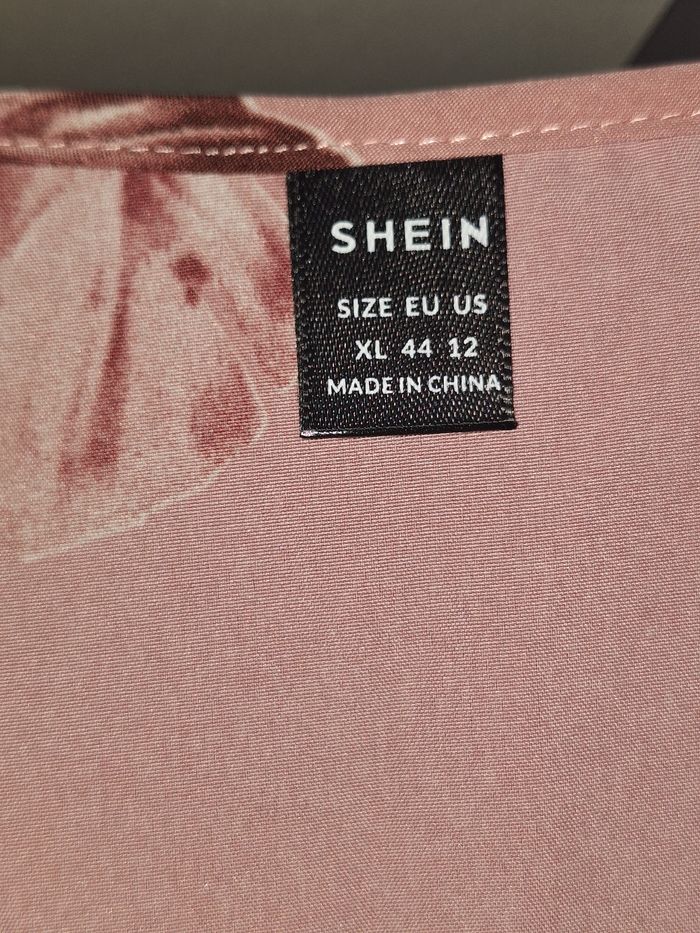 SHEIN
SIZE EU US
XL 44 12
MADE IN CHINA